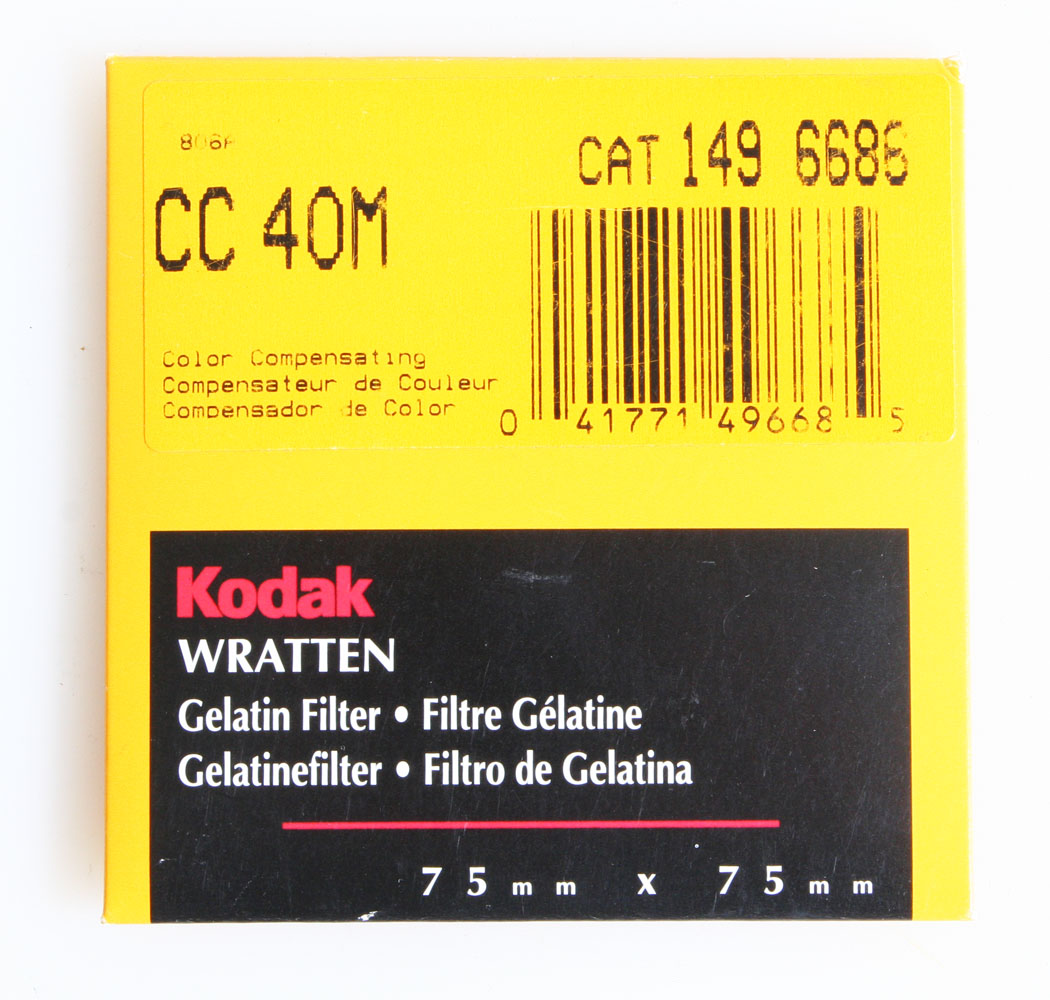 CC 40M
CAT 149 6686
Color Compensating
Compensateur de Couleur
Compensador de Color
0 41771 49668 5
Kodak
WRATTEN
Gelatin Filter • Filtre Gélatine
Gelatinefilter • Filtro de Gelatina
75mm x 75mm